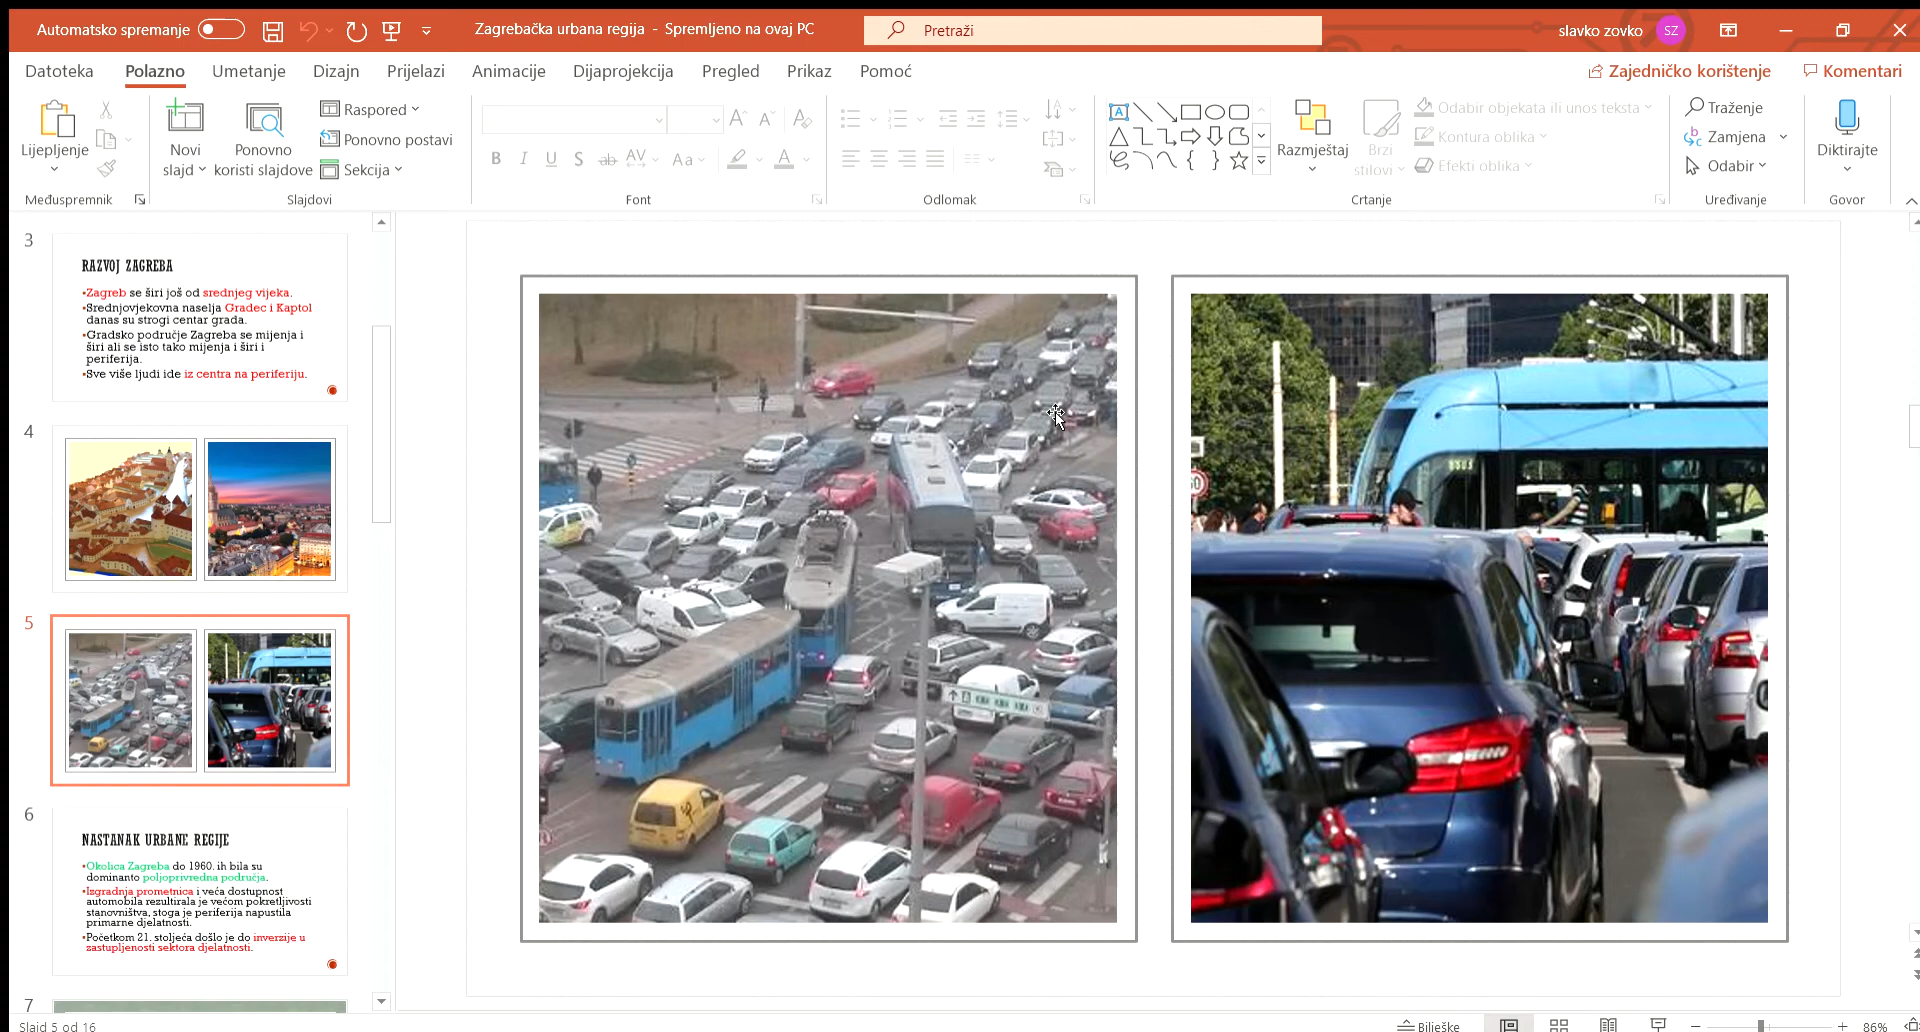 Automatsko spremanje
Zagrebačka urbana regija - Spremljeno na ovaj PC
Pretraži
slavko zovko
SZ
Datoteka
Polazno
Umetanje
Dizajn
Prijelazi
Animacije
Dijaprojekcija
Pregled
Prikaz
Pomoć
Zajedničko korištenje
Komentari
Lijepljenje
Međuspremnik
Novi
slajd
Ponovno
koristi slajdove
Raspored
Ponovno postavi
Sekcija
Slajdovi
Font
Odlomak
Razmještaj
Brzi
stilovi
Odabir objekata ili unos teksta
Kontura oblika
Efekti oblika
Crtanje
Traženje
Zamjena
Odabir
Uređivanje
Diktirajte
Govor
3
RAZVOJ ZAGREBA
•Zagreb se širi još od srednjeg vijeka.
•Srednjovjekovna naselja Gradec i Kaptol
danas su strogi centar grada.
•Gradsko područje Zagreba se mijenja i
širi ali se isto tako mijenja i širi i
periferija.
•Sve više ljudi ide iz centra na periferiju.
4
5
6
NASTANAK URBANE REGIJE
•Okolica Zagreba do 1960. ih bila su
dominanto poljoprivredna područja.
•Izgradnja prometnica i veća dostupnost
automobila rezultirala je većom pokretljivosti
stanovništva, stoga je periferija napustila
primarne djelatnosti.
•Početkom 21. stoljeća došlo je do inverzije u
zastupljenosti sektora djelatnosti.
7
Slajd 5 od 16
Bilješke
86%